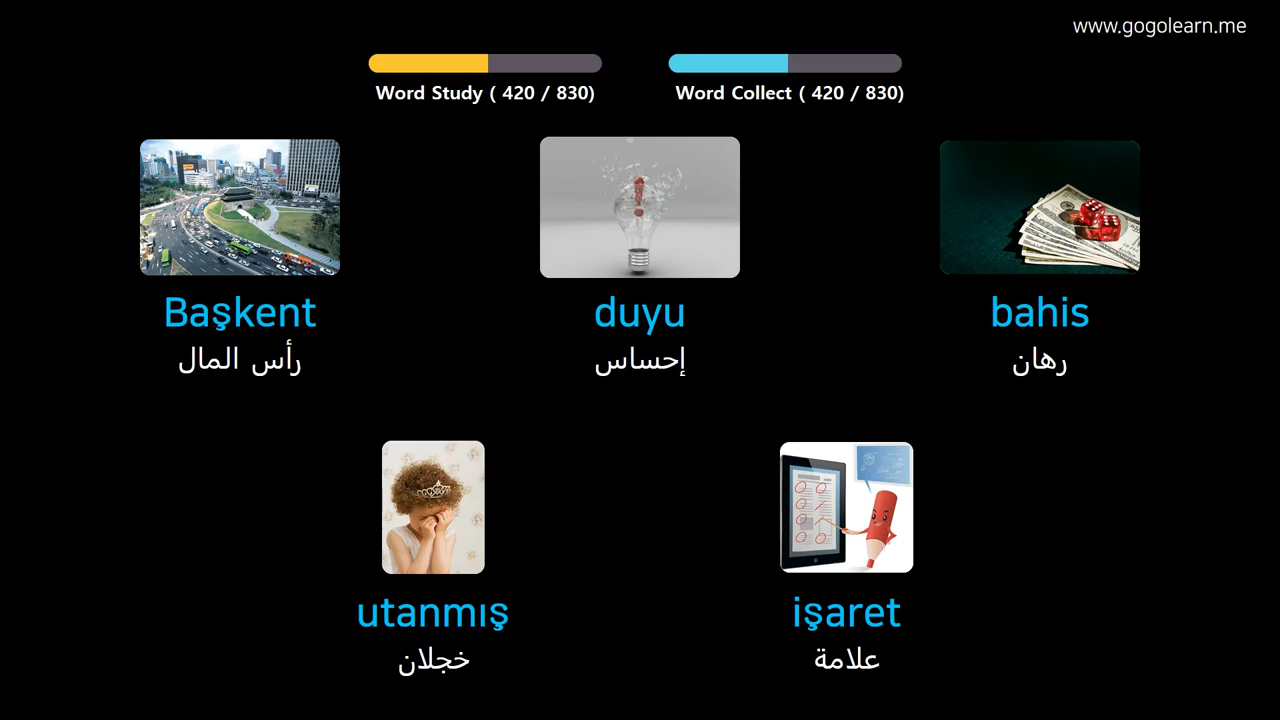 www.gogolearn.me
Word Study ( 420 / 830)
Word Collect ( 420 / 830)
Başkent
رأس المال
duyu
إحساس
bahis
رهان
utanmış
خجلان
işaret
علامة